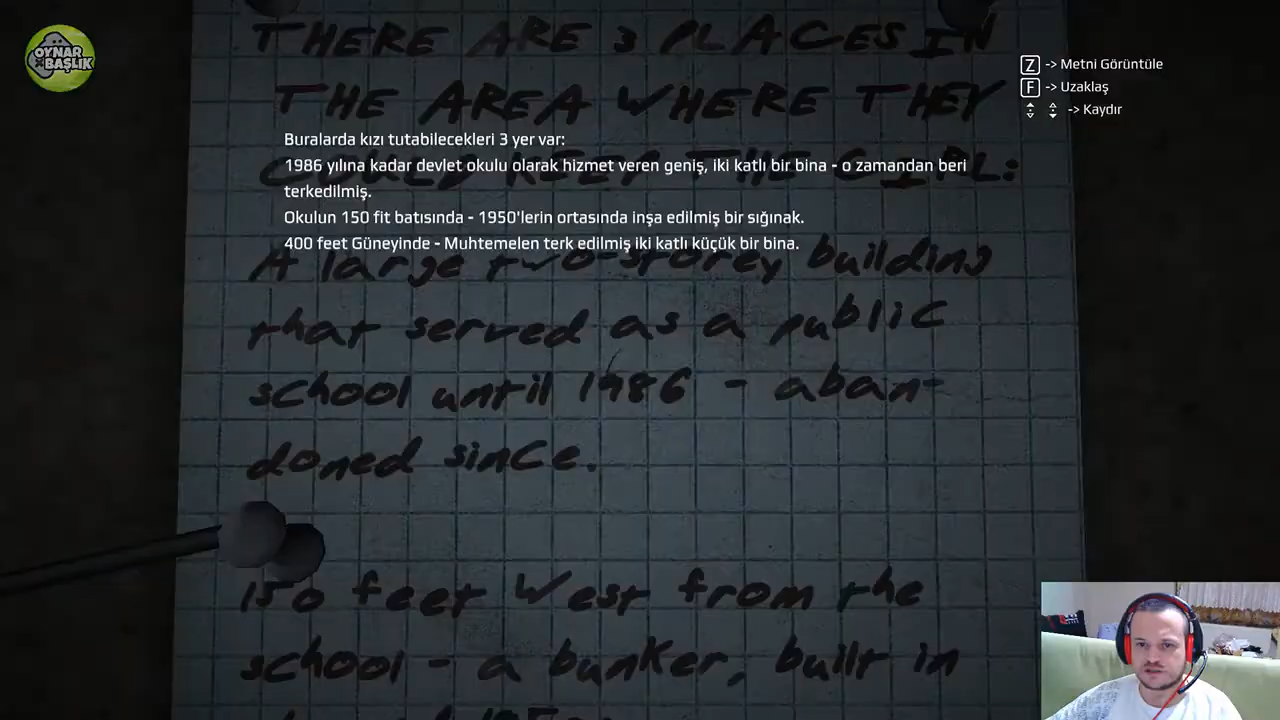 OYNAR
BAŞLIK
THERE ARE 3 PLACES IN
THE AREA WHERE THEY
COULD KEEP THE GIRL:
Z -> Metni Görüntüle
F -> Uzaklaş
-> Kaydır
Buralarda kızı tutabilecekleri 3 yer var:
1986 yılına kadar devlet okulu olarak hizmet veren geniş, iki katlı bir bina - o zamandan beri
terkedilmiş.
Okulun 150 fit batısında - 1950'lerin ortasında inşa edilmiş bir sığınak.
400 feet Güneyinde - Muhtemelen terk edilmiş iki katlı küçük bir bina.
A large two-storey building
that served as a public
school until 1986 - aban-
doned since.
150 feet West from the
school - a bunker, built in